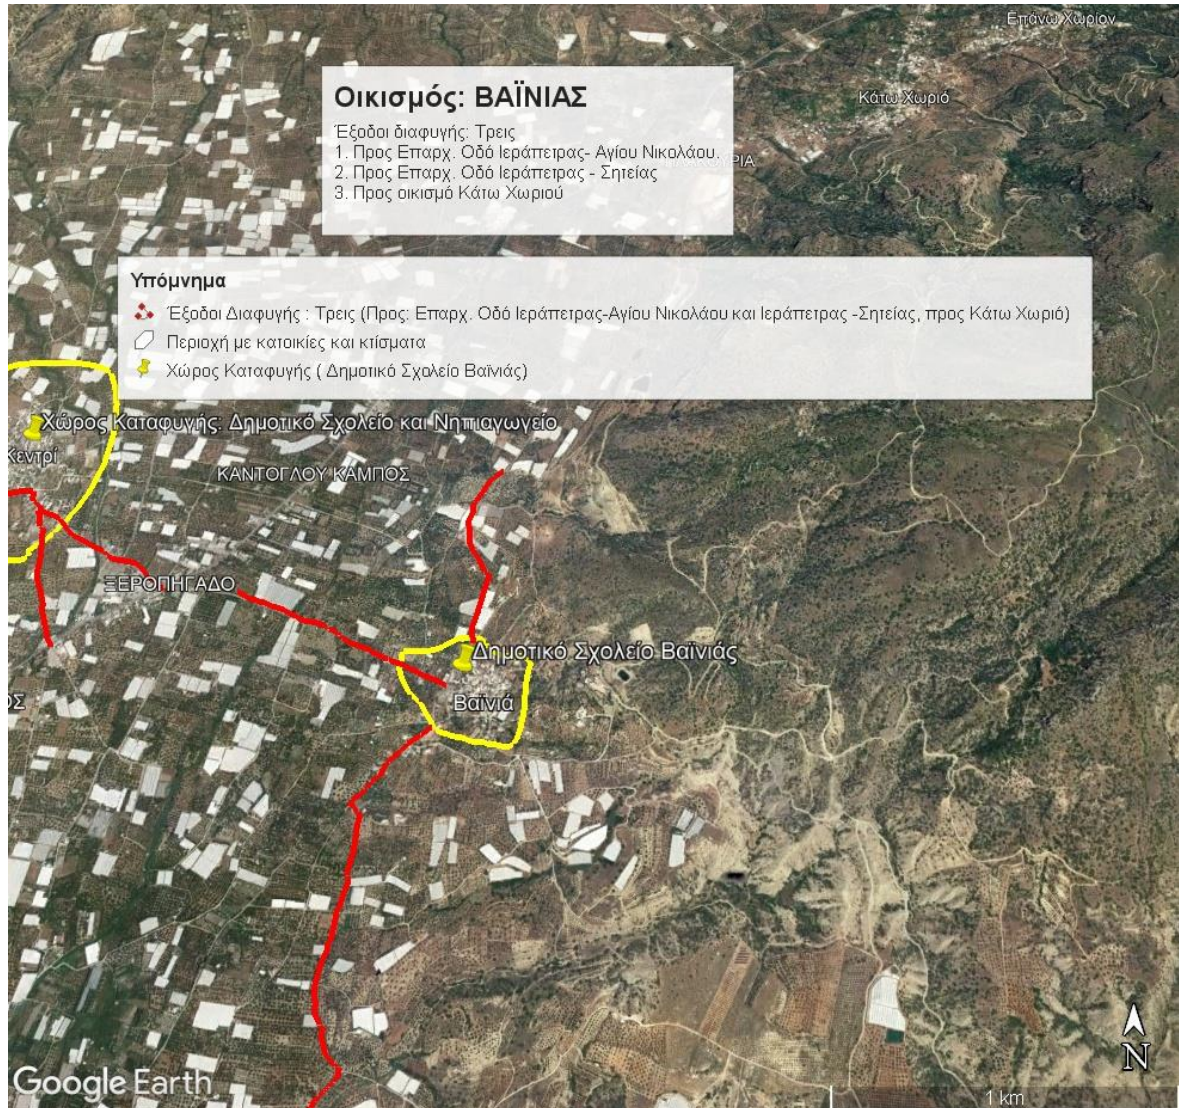 Επάνω Χωρίον
Οικισμός: ΒΑΪΝΙΑΣ
Κάτω Χωριό
Έξοδοι διαφυγής: Τρεις
1. Προς Επαρχ. Οδό Ιεράπετρας- Αγίου Νικολάου.
2. Προς Επαρχ. Οδό Ιεράπετρας - Σητείας
3. Προς οικισμό Κάτω Χωριού
Υπόμνημα
Έξοδοι Διαφυγής : Τρεις (Προς: Επαρχ. Οδό Ιεράπετρας-Αγίου Νικολάου και Ιεράπετρας -Σητείας, προς Κάτω Χωριό)
Περιοχή με κατοικίες και κτίσματα
Χώρος Καταφυγής ( Δημοτικό Σχολείο Βαϊνιάς)
Χώρος Καταφυγής: Δημοτικό Σχολείο και Νηπιαγωγείο
Κεντρί
ΚΑΝΤΟΓΛΟΥ ΚΑΜΠΟΣ
ΞΕΡΟΠΗΓΑΔΟ
Δημοτικό Σχολείο Βαϊνιάς
Βαϊνιά
N
Google Earth
1 km